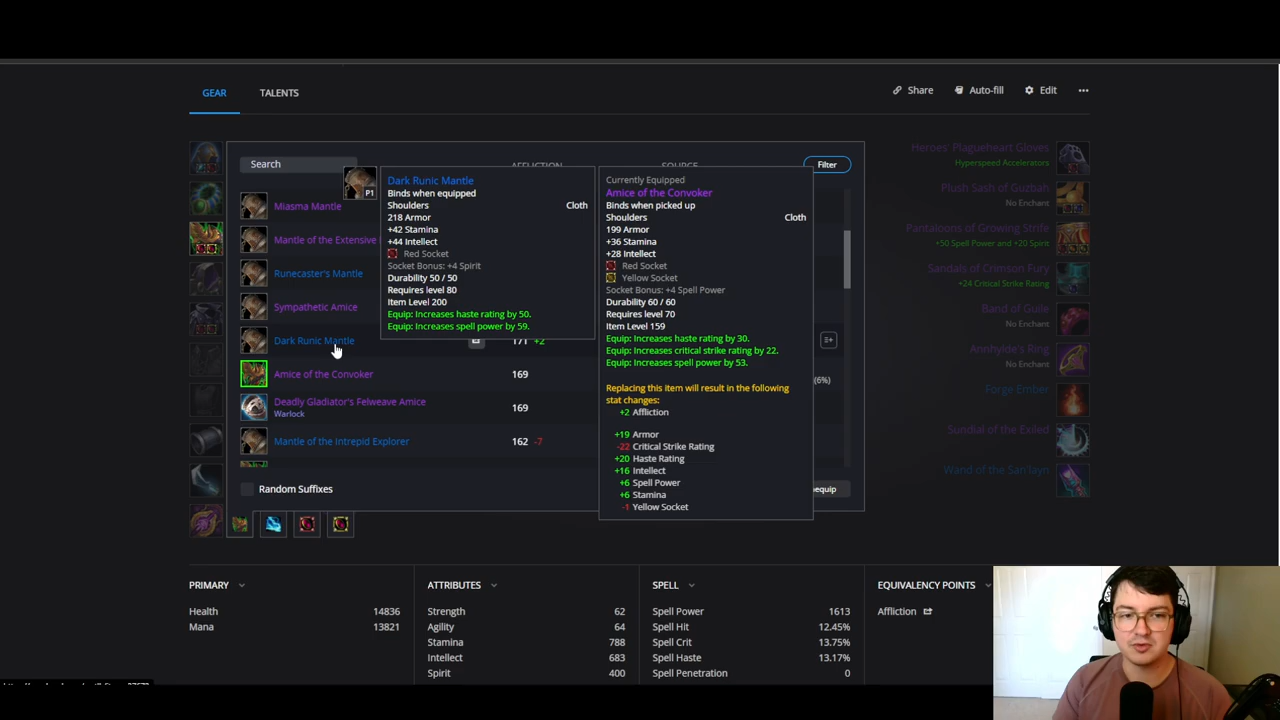 GEAR
TALENTS
Share
Auto-fill
Edit
Search
AFFLICTION
SOURCE
Filter
Miasma Mantle
Mantle of the Extensive
Runecaster's Mantle
Sympathetic Amice
Dark Runic Mantle
171 +2
Amice of the Convoker
169
(6%)
Deadly Gladiator's Felweave Amice
Warlock
169
Mantle of the Intrepid Explorer
162 -7
Random Suffixes
P1
Dark Runic Mantle
Binds when equipped
Shoulders Cloth
218 Armor
+42 Stamina
+44 Intellect
Red Socket
Socket Bonus: +4 Spirit
Durability 50 / 50
Requires level 80
Item Level 200
Equip: Increases haste rating by 50.
Equip: Increases spell power by 59.
Currently Equipped
Amice of the Convoker
Binds when picked up
Shoulders Cloth
199 Armor
+36 Stamina
+28 Intellect
Red Socket
Yellow Socket
Socket Bonus: +4 Spell Power
Durability 60 / 60
Requires level 70
Item Level 159
Equip: Increases haste rating by 30.
Equip: Increases critical strike rating by 22.
Equip: Increases spell power by 53.
Replacing this item will result in the following
stat changes:
+2 Affliction
+19 Armor
-22 Critical Strike Rating
+20 Haste Rating
+16 Intellect
+6 Spell Power
+6 Stamina
-1 Yellow Socket
Heroes' Plagueheart Gloves
Hyperspeed Accelerators
Plush Sash of Guzbah
No Enchant
Pantaloons of Growing Strife
+50 Spell Power and +20 Spirit
Sandals of Crimson Fury
+24 Critical Strike Rating
Band of Guile
No Enchant
Annhylde's Ring
No Enchant
Forge Ember
Sundial of the Exiled
Wand of the San'layn
PRIMARY
Health 14836
Mana 13821
ATTRIBUTES
Strength 62
Agility 64
Stamina 788
Intellect 683
Spirit 400
SPELL
Spell Power 1613
Spell Hit 12.45%
Spell Crit 13.75%
Spell Haste 13.17%
Spell Penetration 0
EQUIVALENCY POINTS
Affliction